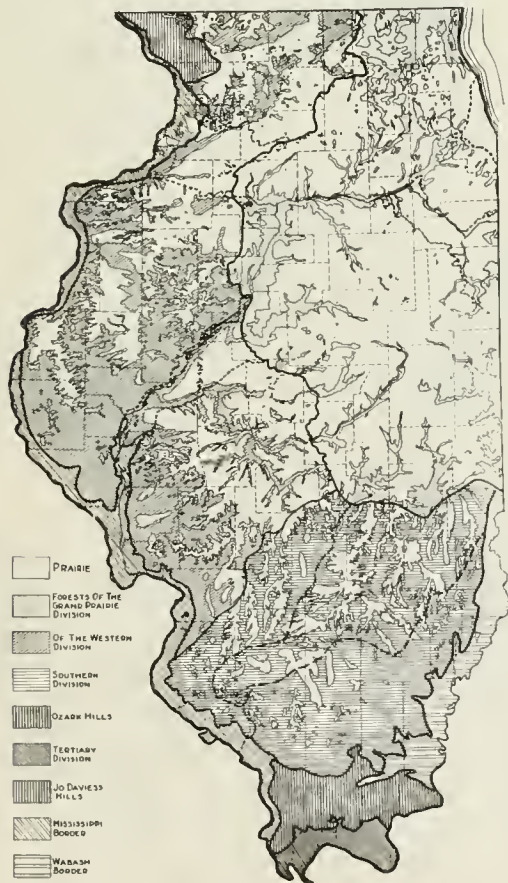 PRAIRIE
FORESTS OF THE
GRAND PRAIRIE
DIVISION
OF THE WESTERN
DIVISION
SOUTHERN
DIVISION
OZARK HILLS
TERTIARY
DIVISION
JO DAVIESS
HILLS
MISSISSIPPI
BORDER
WABASH
BORDER